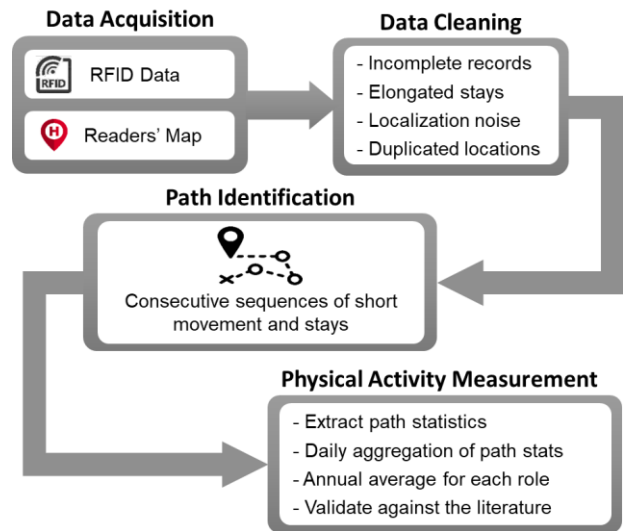 Data Acquisition
RFID
RFID Data
H
Readers' Map
Data Cleaning
- Incomplete records
- Elongated stays
- Localization noise
- Duplicated locations
Path Identification
Consecutive sequences of short
movement and stays
Physical Activity Measurement
- Extract path statistics
- Daily aggregation of path stats
- Annual average for each role
- Validate against the literature